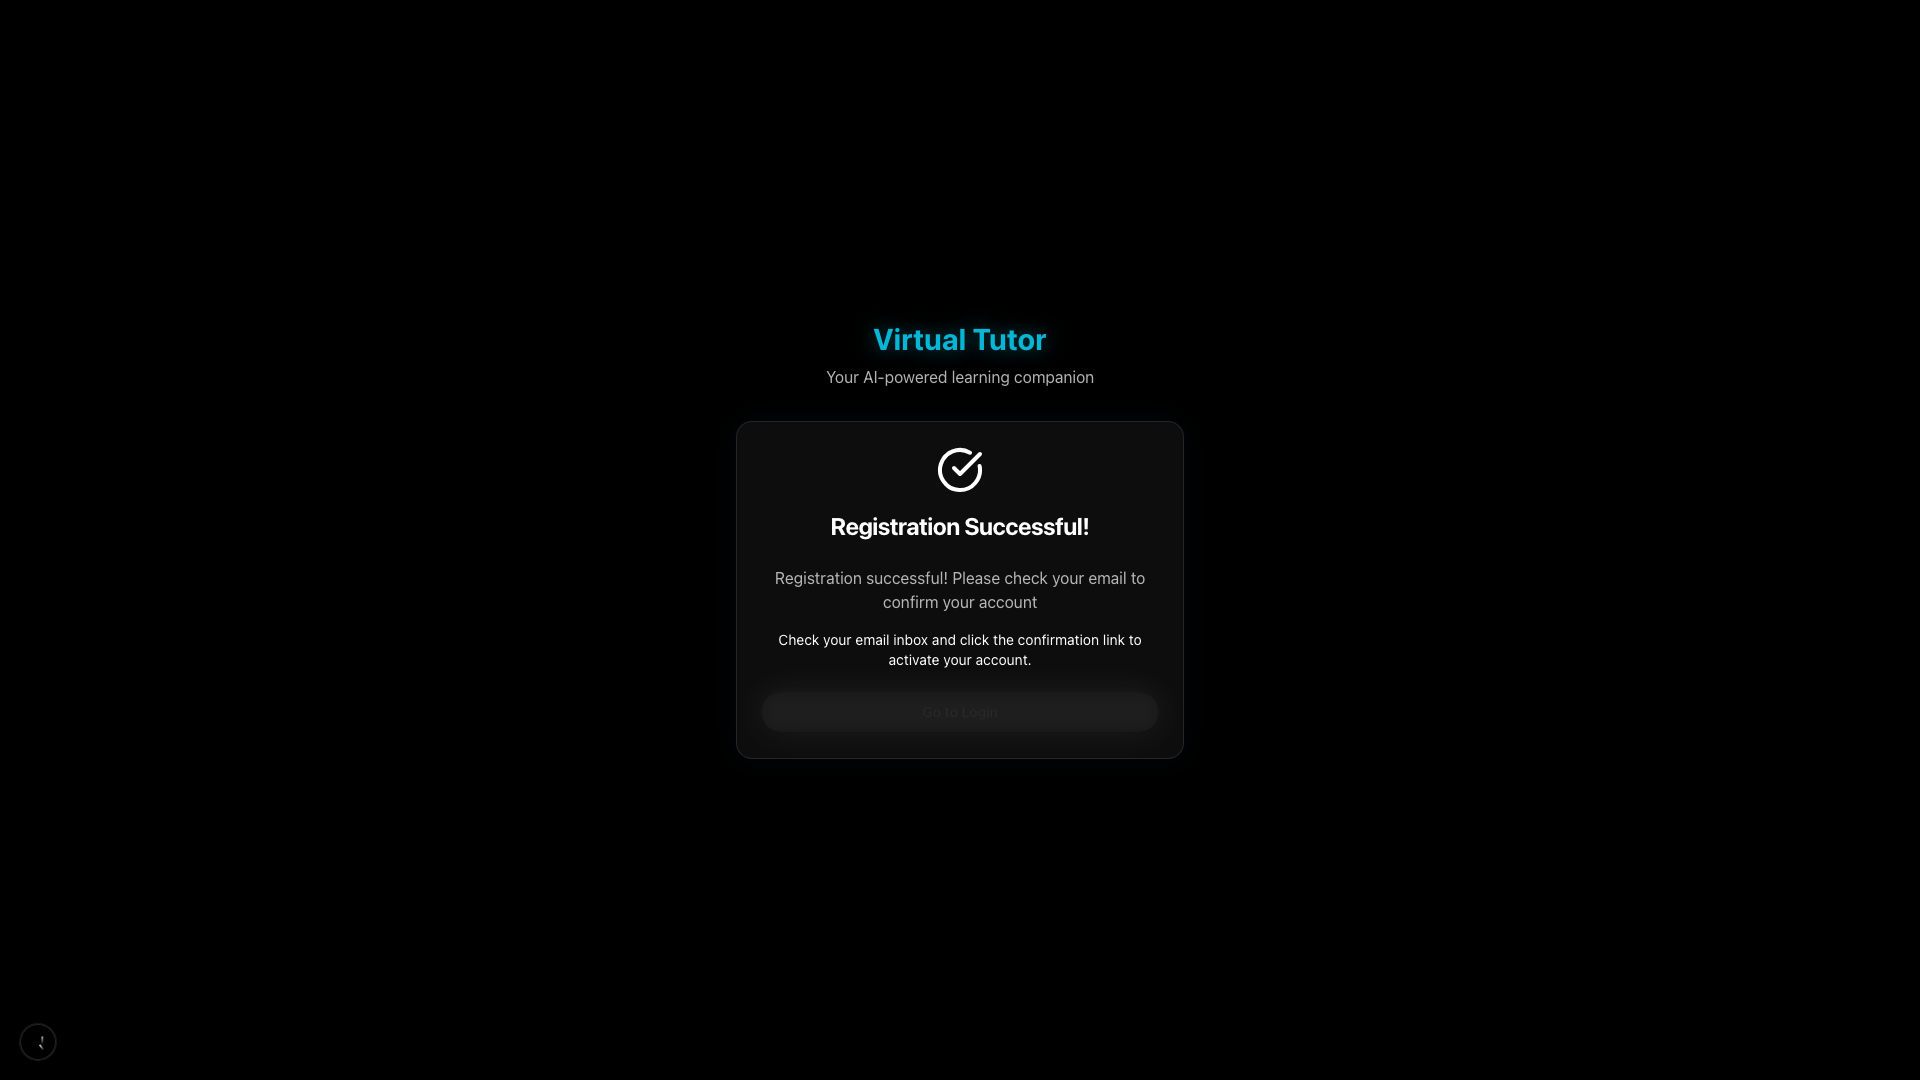 Virtual Tutor
Your AI-powered learning companion
Registration Successful!
Registration successful! Please check your email to
confirm your account
Check your email inbox and click the confirmation link to
activate your account.
Go to Login